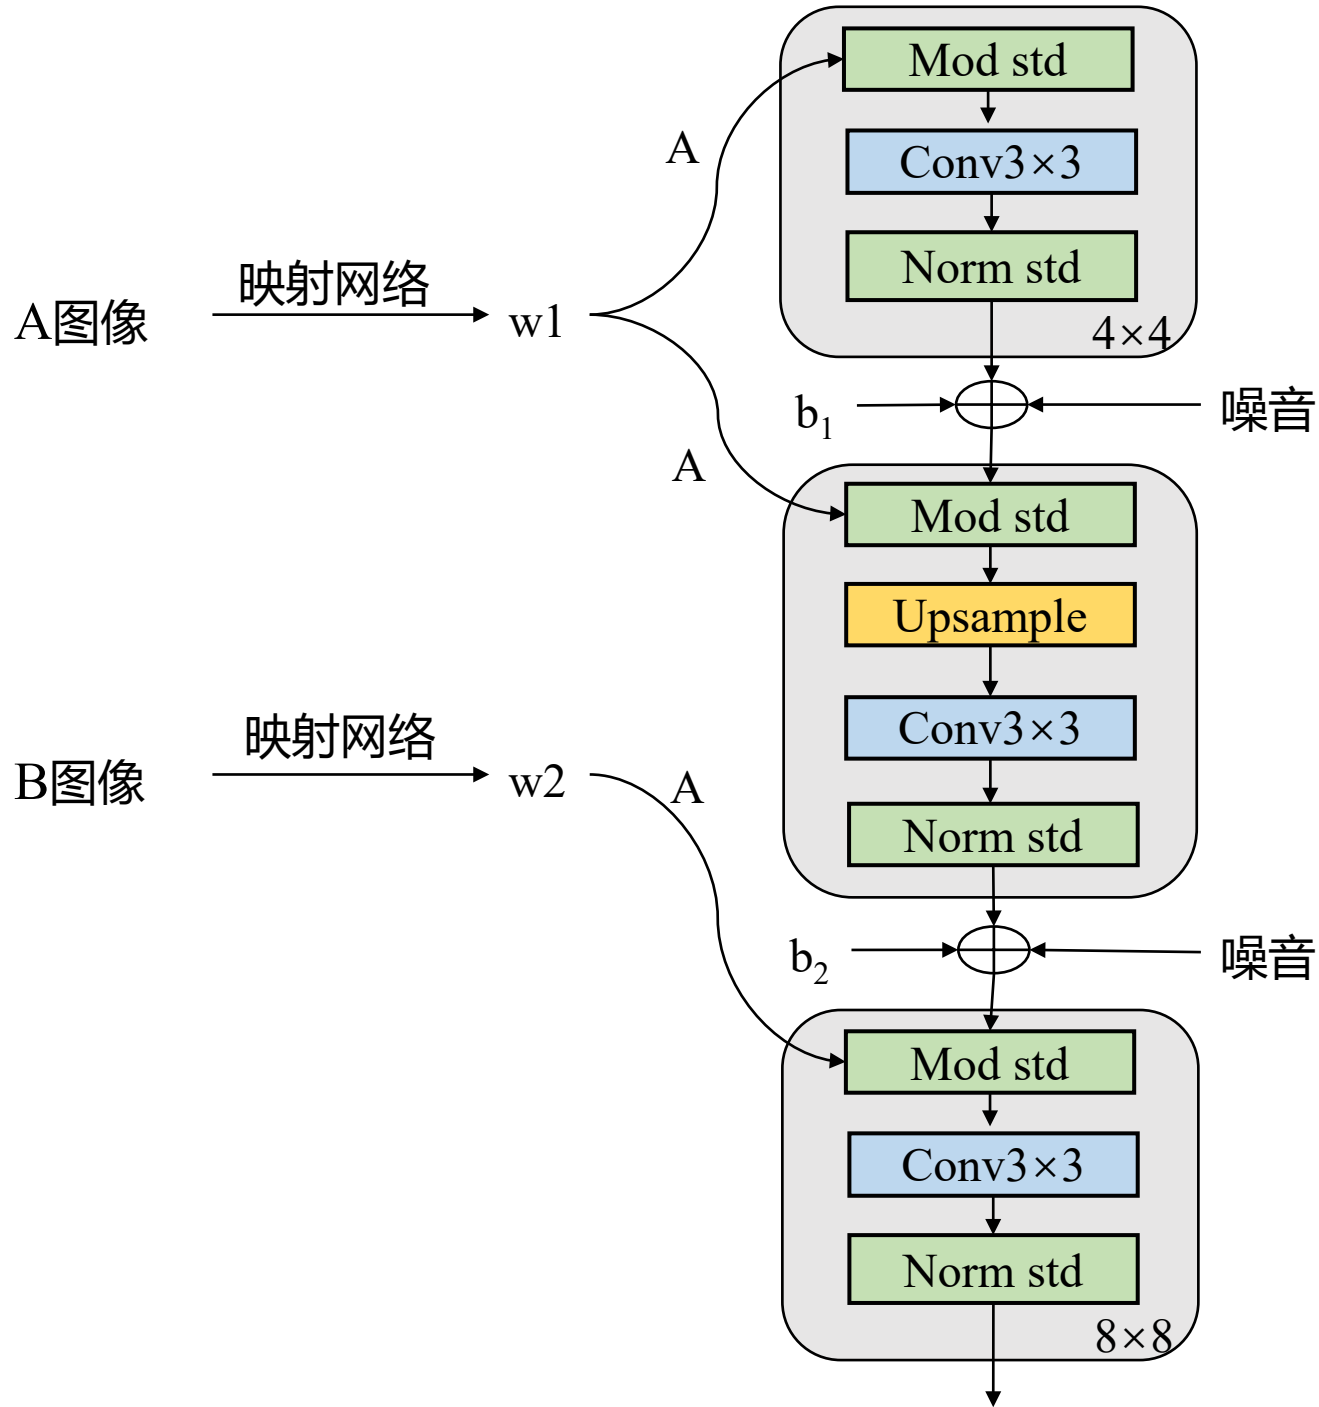 Mod std
A
Conv3×3
Norm std
映射网络
A图像
w1
4×4
b₁
噪音
A
Mod std
Upsample
Conv3×3
映射网络
B图像
w2
A
Norm std
b₂
噪音
Mod std
Conv3×3
Norm std
8×8